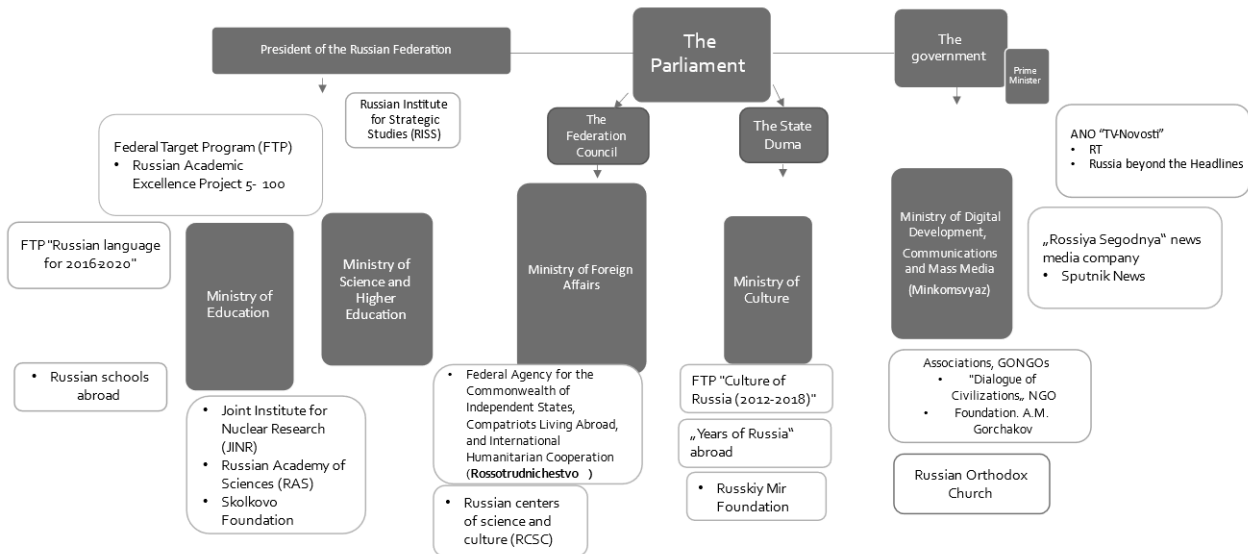 President of the Russian Federation
The
Parliament
The
government
Prime
Minister
Russian Institute
for Strategic
Studies (RISS)
The
Federation
Council
The State
Duma
ANO “TV-Novosti”
• RT
• Russia beyond the Headlines
Federal Target Program (FTP)
• Russian Academic
Excellence Project 5- 100
FTP "Russian language
for 2016-2020"
Ministry of
Education
Ministry of
Science and
Higher
Education
Ministry of Foreign
Affairs
Ministry of
Culture
Ministry of Digital
Development,
Communications
and Mass Media
(Minkomsvyaz)
„Rossiya Segodnya“ news
media company
• Sputnik News
• Russian schools
abroad
• Joint Institute for
Nuclear Research
(JINR)
• Russian Academy of
Sciences (RAS)
• Skolkovo
Foundation
• Federal Agency for the
Commonwealth of
Independent States,
Compatriots Living Abroad,
and International
Humanitarian Cooperation
(Rossotrudnichestvo )
• Russian centers
of science and
culture (RCSC)
FTP "Culture of
Russia (2012-2018)"
„Years of Russia“
abroad
• Russkiy Mir
Foundation
Associations, GONGOs
• "Dialogue of
Civilizations„ NGO
• Foundation. A.M.
Gorchakov
Russian Orthodox
Church